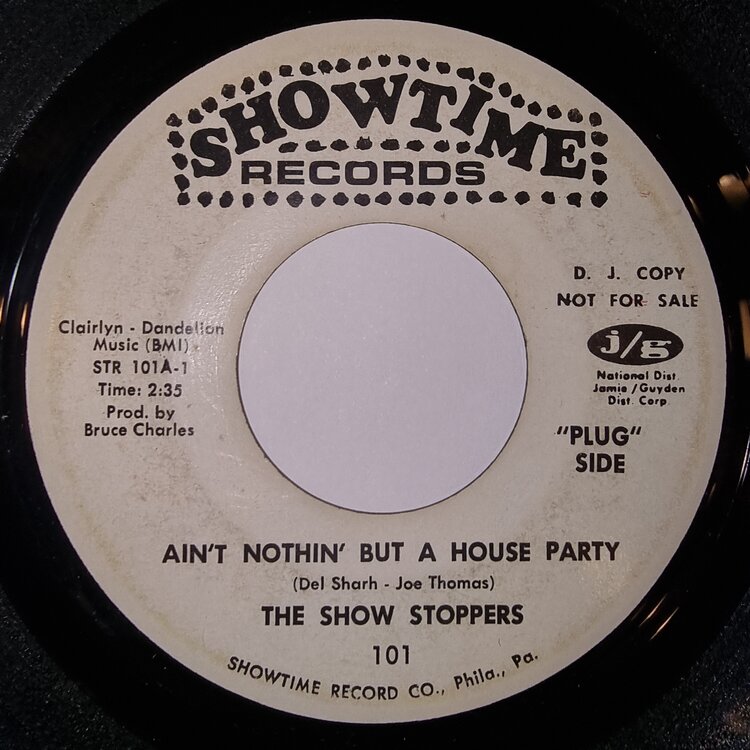 SHOWTIME
RECORDS
D. J. COPY
NOT FOR SALE
j/g
National Dist.
Jamie/Guyden
Dist. Corp.
"PLUG"
SIDE
Clairlyn - Dandelion
Music (BMI)
STR 101A-1
Time: 2:35
Prod. by
Bruce Charles
AIN'T NOTHIN' BUT A HOUSE PARTY
(Del Sharh - Joe Thomas)
THE SHOW STOPPERS
101
SHOWTIME RECORD CO., Phila., Pa.